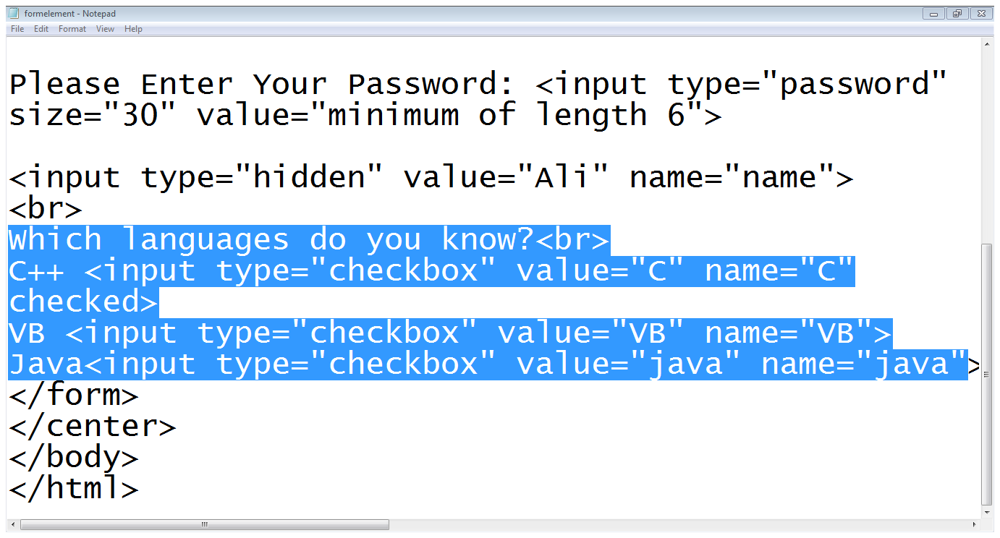 formelement - Notepad
File Edit Format View Help
Please Enter Your Password: <input type="password"
size="30" value="minimum of length 6">
<input type="hidden" value="Ali" name="name">
<br>
Which languages do you know?<br>
C++ <input type="checkbox" value="C" name="C"
checked>
VB <input type="checkbox" value="VB" name="VB">
Java<input type="checkbox" value="java" name="java">
</form>
</center>
</body>
</html>